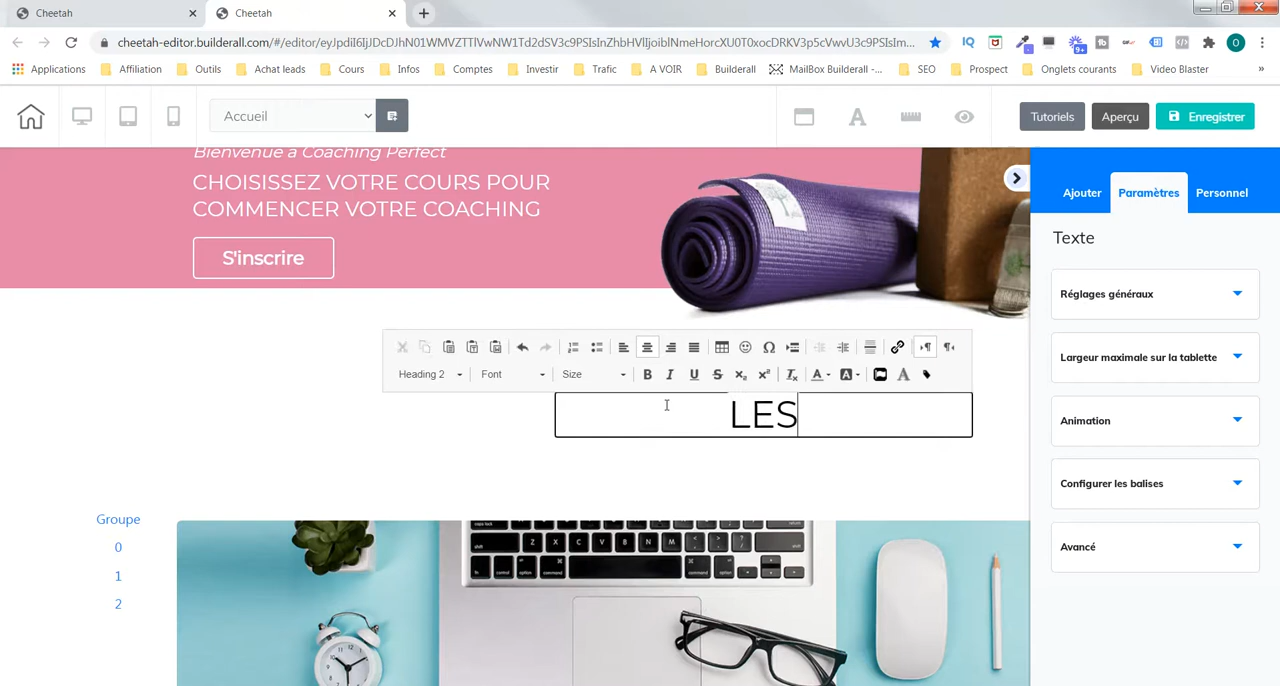 Cheetah
Cheetah
cheetah-editor.builderall.com/#/editor/eyJpdiI6IjJDcDJhN01WMVZTTlVwNW1Td2dSV3c9PSIsInZhbHVlIjoiblNmeHorcXU0T0xocDRKV3p5cVwvU3c9PSIsIm...
Applications
Affiliation
Outils
Achat leads
Cours
Infos
Comptes
Investir
Trafic
A VOIR
Builderall
MailBox Builderall -...
SEO
Prospect
Onglets courants
Video Blaster
»
Accueil
Tutoriels
Aperçu
Enregistrer
Bienvenue à Coaching Perfect
CHOISISSEZ VOTRE COURS POUR
COMMENCER VOTRE COACHING
S'inscrire
Ajouter
Paramètres
Personnel
Texte
Réglages généraux
Largeur maximale sur la tablette
Animation
Configurer les balises
Avancé
Heading 2
Font
Size
LES
Groupe
0
1
2